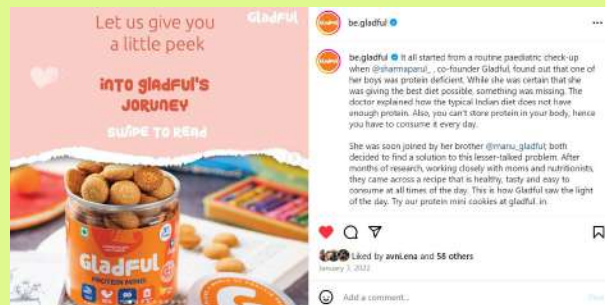 Let us give you
a little peek
Gladful
into gladful's
joruney
swipe to read
Gladful
PROTEIN MINIS
be.gladful
be.gladful It all started from a routine paediatric check-up
when @sharmaparul_ , co-founder Gladful, found out that one of
her boys was protein deficient. While she was certain that she
was giving the best diet possible, something was missing. The
doctor explained how the typical Indian diet does not have
enough protein. Also, you can't store protein in your body, hence
you have to consume it every day.
She was soon joined by her brother @manu_gladful; both
decided to find a solution to this lesser-talked problem. After
months of research, working closely with moms and nutritionists,
they came across a recipe that is healthy, tasty and easy to
consume at all times of the day. This is how Gladful saw the light
of the day. Try our protein mini cookies at gladful. in.
Liked by avni.ena and 58 others
January 3, 2022
Add a comment...